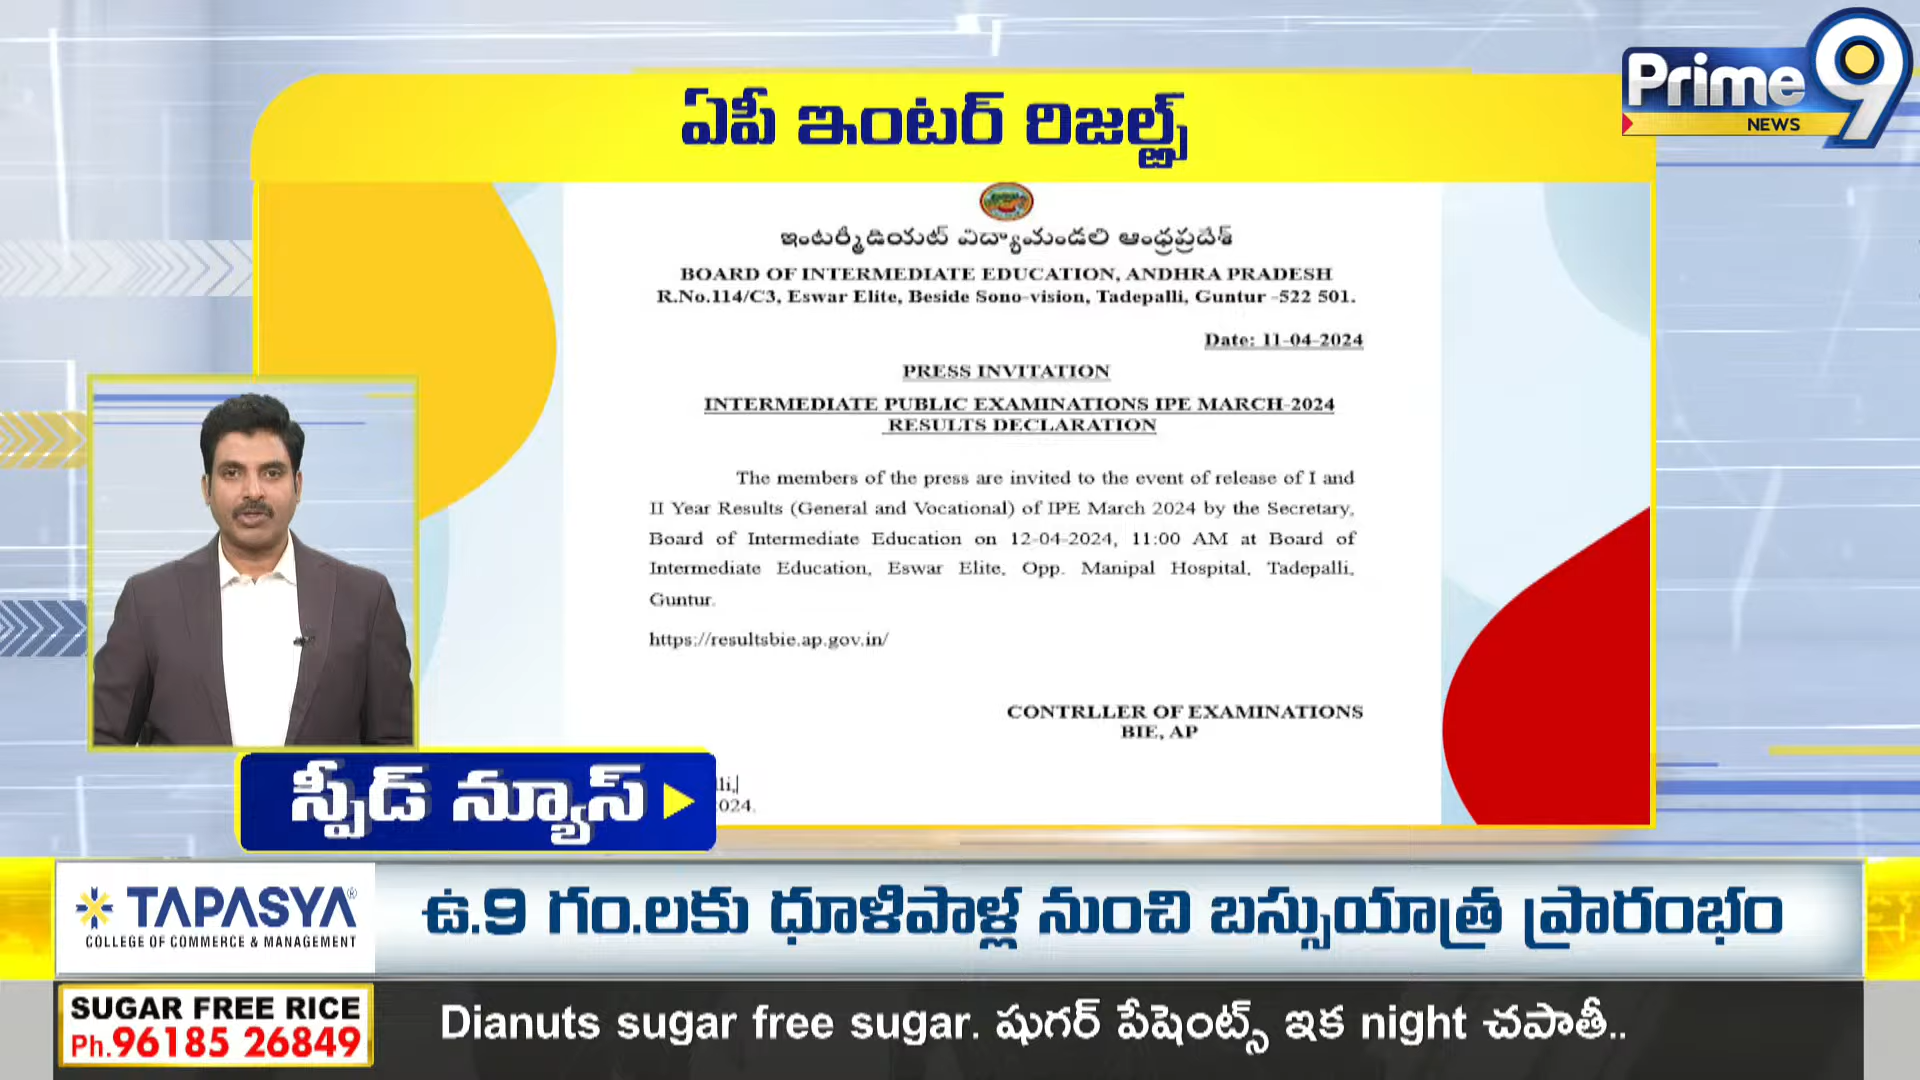 ఏపీ ఇంటర్ రిజల్ట్స్
Prime9
NEWS
ఇంటర్మీడియట్ విద్యామండలి ఆంధ్రప్రదేశ్
BOARD OF INTERMEDIATE EDUCATION, ANDHRA PRADESH
R.No.114/C3, Eswar Elite, Beside Sono-vision, Tadepalli, Guntur -522 501.
Date: 11-04-2024
PRESS INVITATION
INTERMEDIATE PUBLIC EXAMINATIONS IPE MARCH-2024
RESULTS DECLARATION
The members of the press are invited to the event of release of I and
II Year Results (General and Vocational) of IPE March 2024 by the Secretary,
Board of Intermediate Education on 12-04-2024, 11:00 AM at Board of
Intermediate Education, Eswar Elite, Opp. Manipal Hospital, Tadepalli,
Guntur.
https://resultsbie.ap.gov.in/
CONTRLLER OF EXAMINATIONS
BIE, AP
lli,
2024.
స్పీడ్ న్యూస్
TAPASYA®
COLLEGE OF COMMERCE & MANAGEMENT
ఉ.9 గం.లకు ధూళిపాళ్ల నుంచి బస్సుయాత్ర ప్రారంభం
SUGAR FREE RICE
Ph.96185 26849
Dianuts sugar free sugar. షుగర్ పేషెంట్స్ ఇక night చపాతీ..